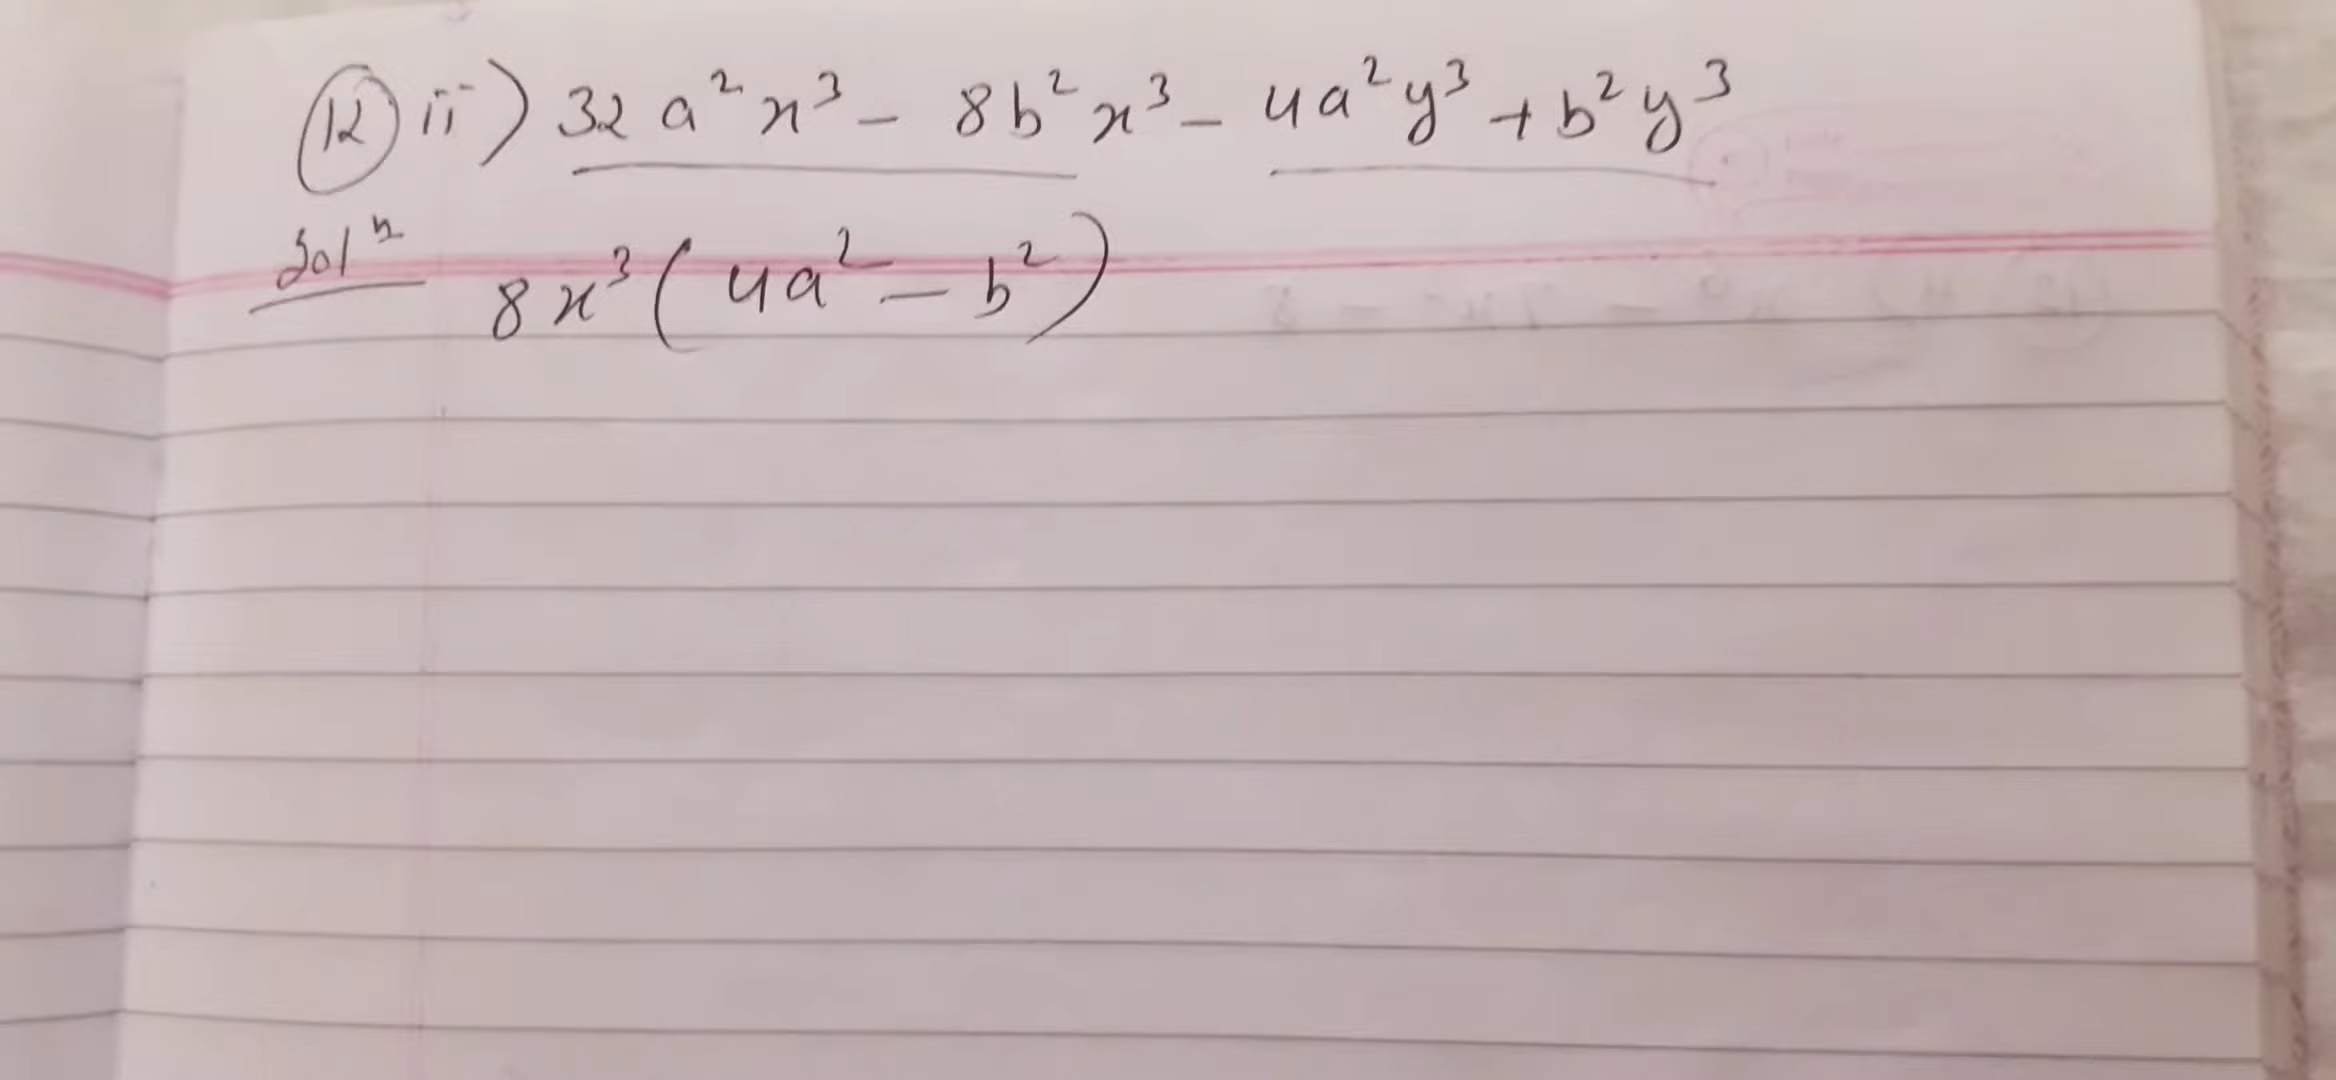 12 ii) 32a²x³ - 8b²x³ - 4a²y³ + b²y³
Solⁿ 8x³(4a² - b²)